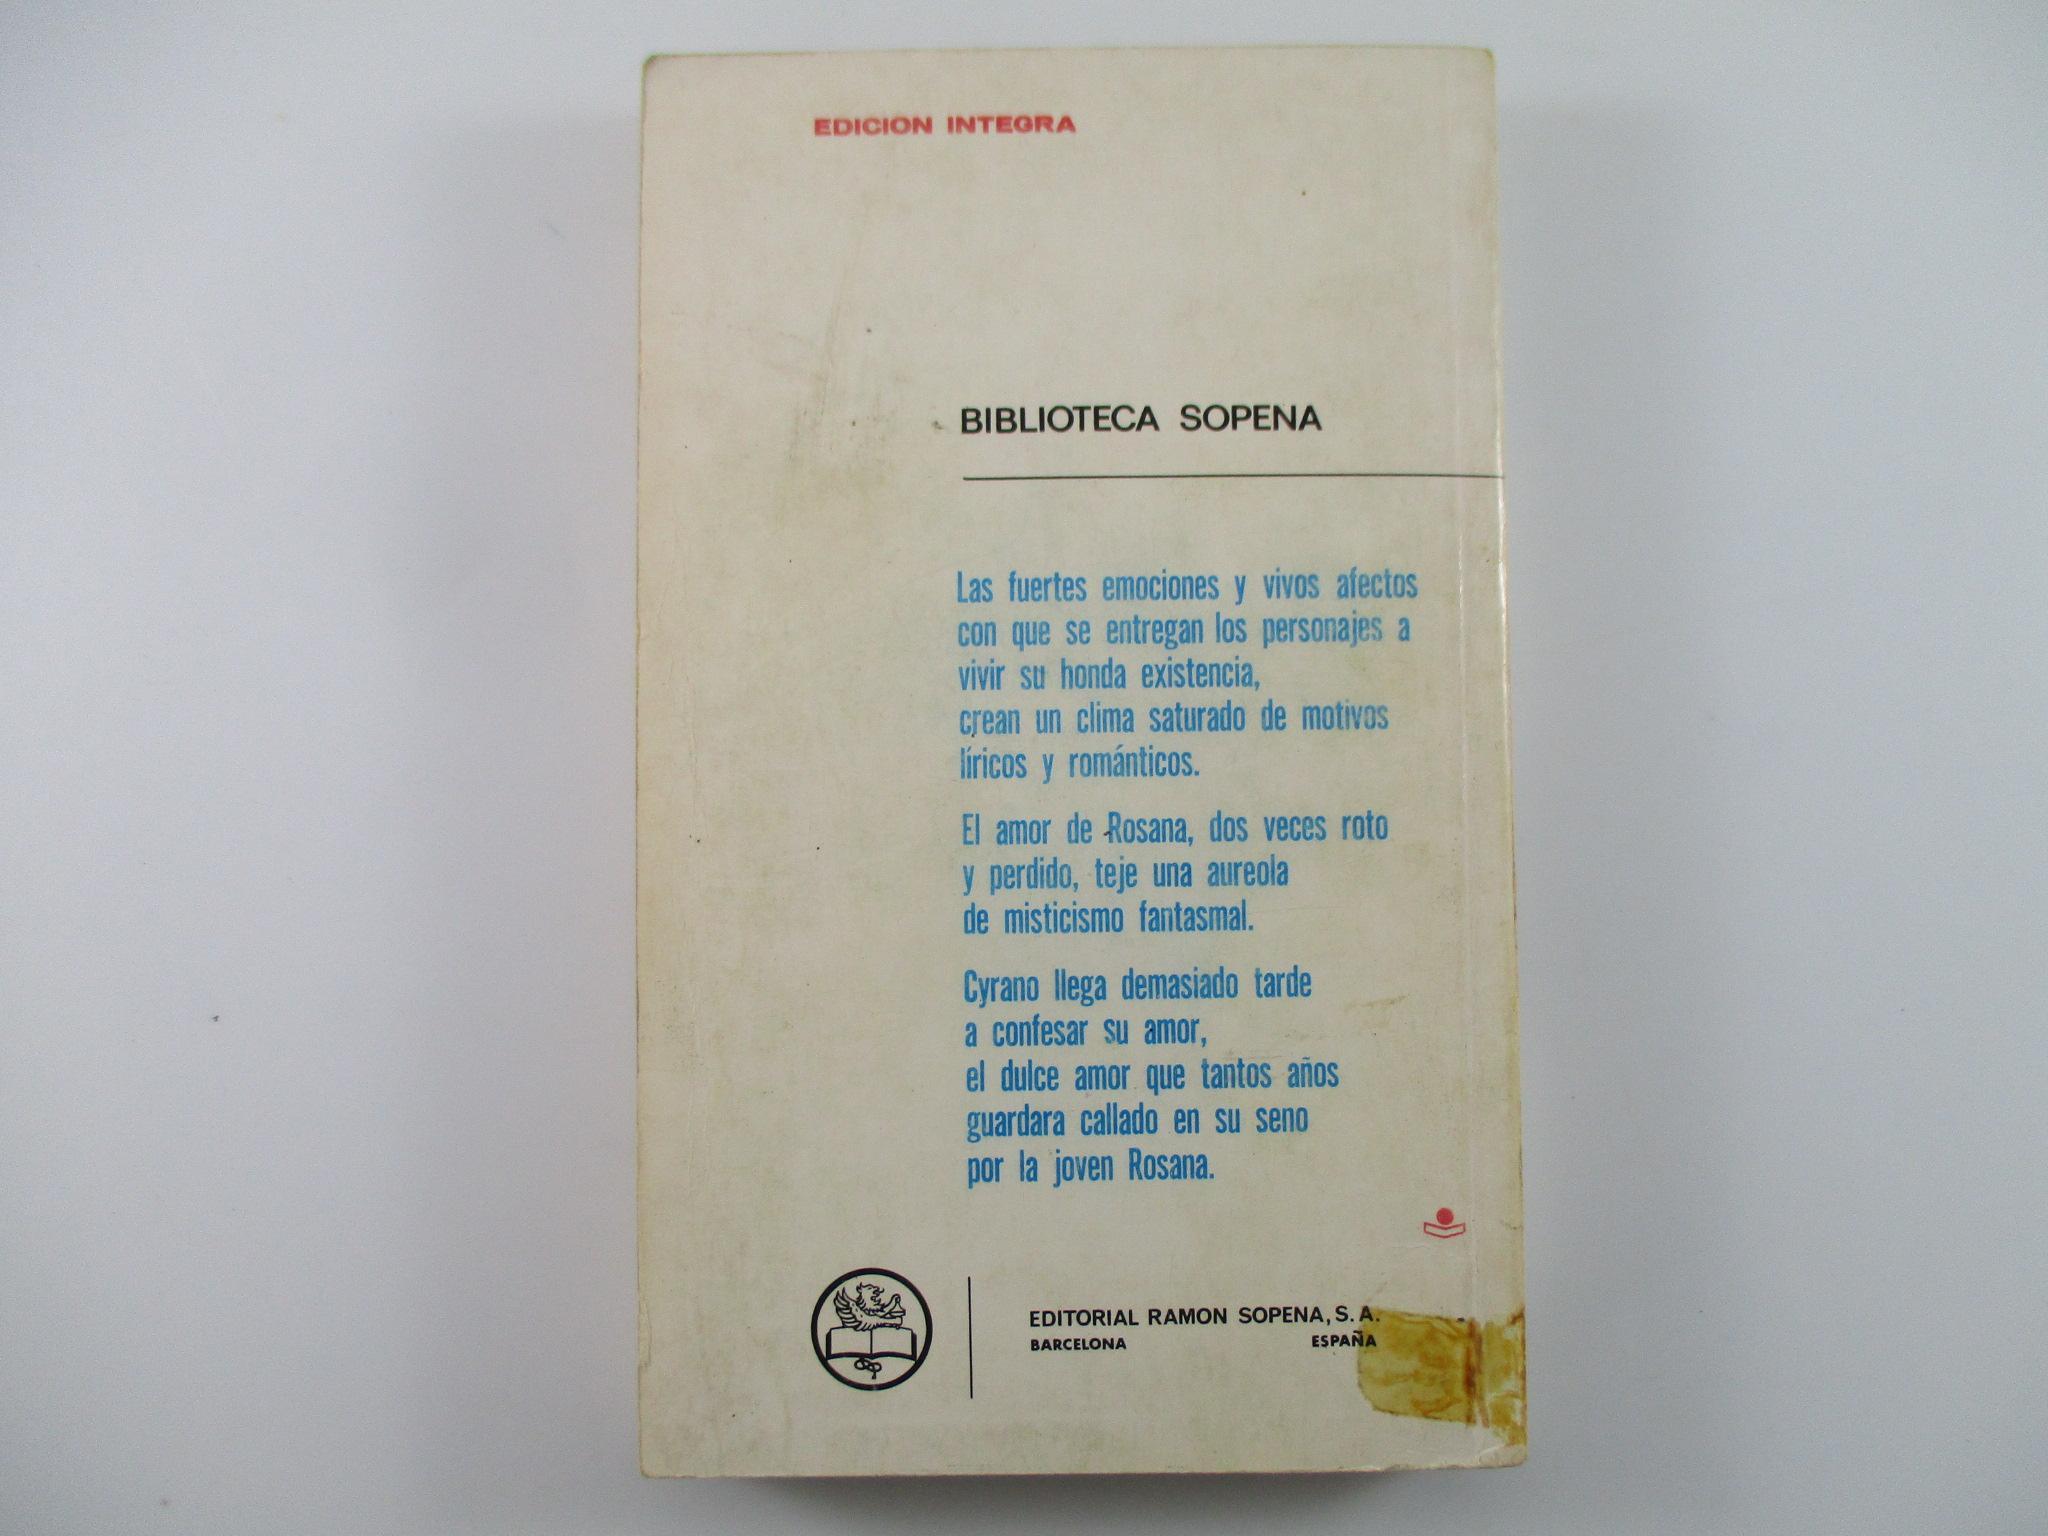 EDICION INTEGRA
BIBLIOTECA SOPENA
Las fuertes emociones y vivos afectos
con que se entregan los personajes a
vivir su honda existencia,
crean un clima saturado de motivos
líricos y románticos.
El amor de Rosana, dos veces roto
y perdido, teje una aureola
de misticismo fantasmal.
Cyrano llega demasiado tarde
a confesar su amor,
el dulce amor que tantos años
guardara callado en su seno
por la joven Rosana.
EDITORIAL RAMON SOPENA, S. A.
BARCELONA ESPAÑA